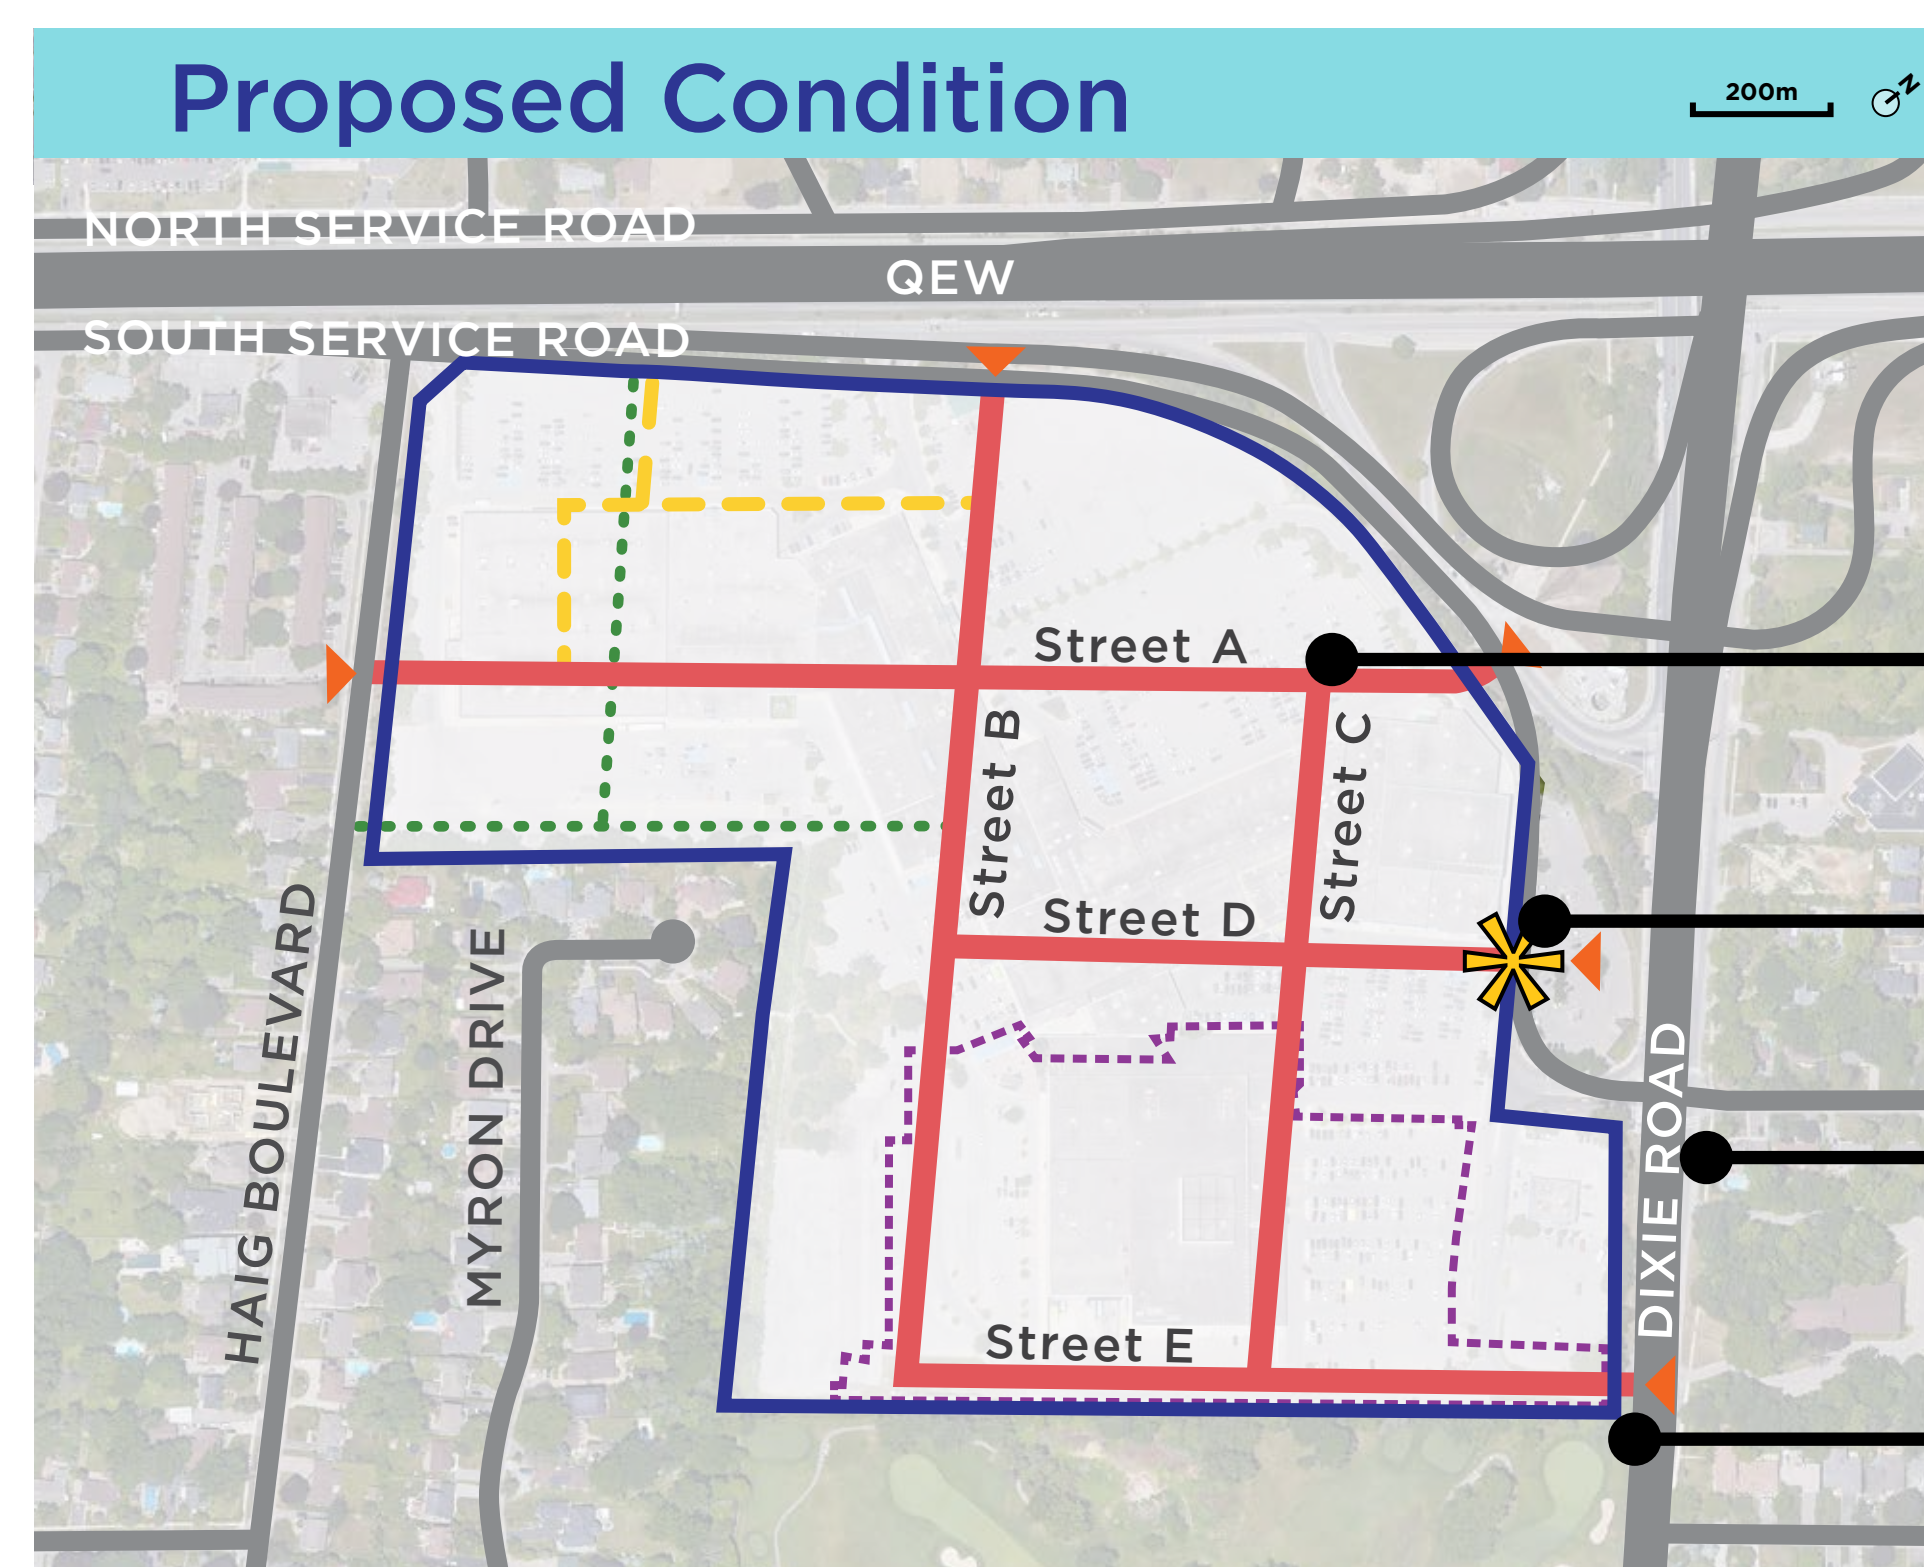 Proposed Condition
200m
N
NORTH SERVICE ROAD
QEW
SOUTH SERVICE ROAD
Street A
Street B
Street C
Street D
HAIG BOULEVARD
MYRON DRIVE
DIXIE ROAD
Street E